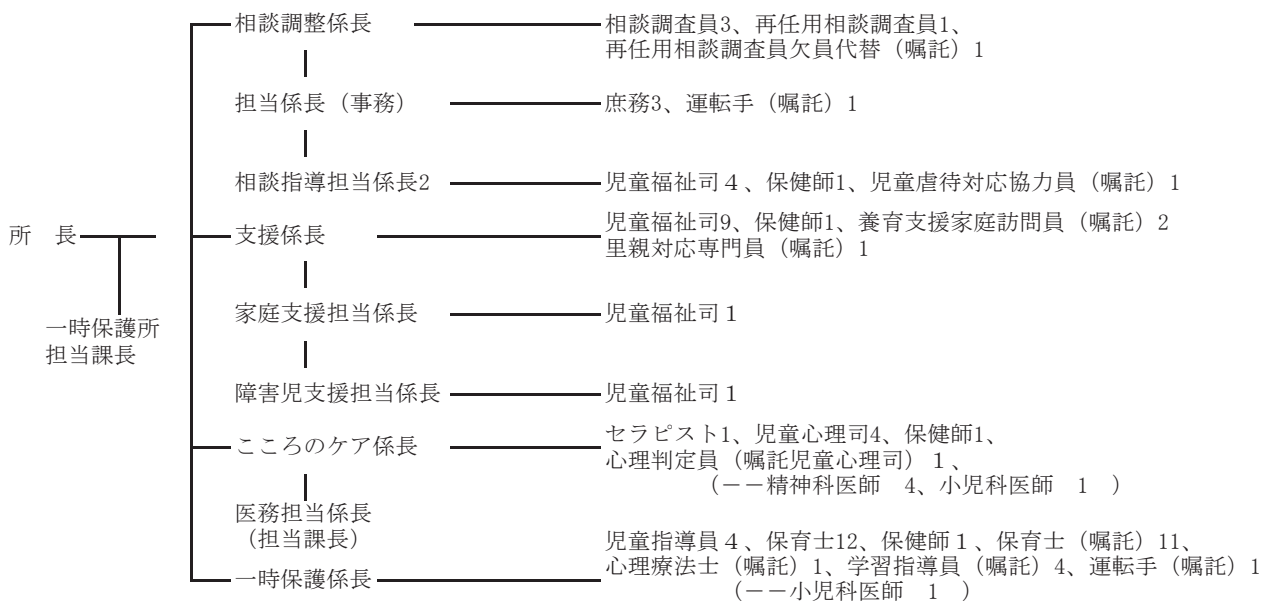 相談調整係長
相談調査員3、再任用相談調査員1、
再任用相談調査員欠員代替（嘱託）1
担当係長（事務）
庶務3、運転手（嘱託）1
相談指導担当係長2
児童福祉司４、保健師1、児童虐待対応協力員（嘱託）1
所　長
支援係長
児童福祉司9、保健師1、養育支援家庭訪問員（嘱託）2
里親対応専門員（嘱託）1
一時保護所
担当課長
家庭支援担当係長
児童福祉司１
障害児支援担当係長
児童福祉司１
こころのケア係長
セラピスト1、児童心理司4、保健師1、
心理判定員（嘱託児童心理司）１、
（－－精神科医師　4、小児科医師　1　）
医務担当係長
（担当課長）
一時保護係長
児童指導員４、保育士12、保健師１、保育士（嘱託）11、
心理療法士（嘱託）1、学習指導員（嘱託）4、運転手（嘱託）1
（－－小児科医師　1　）